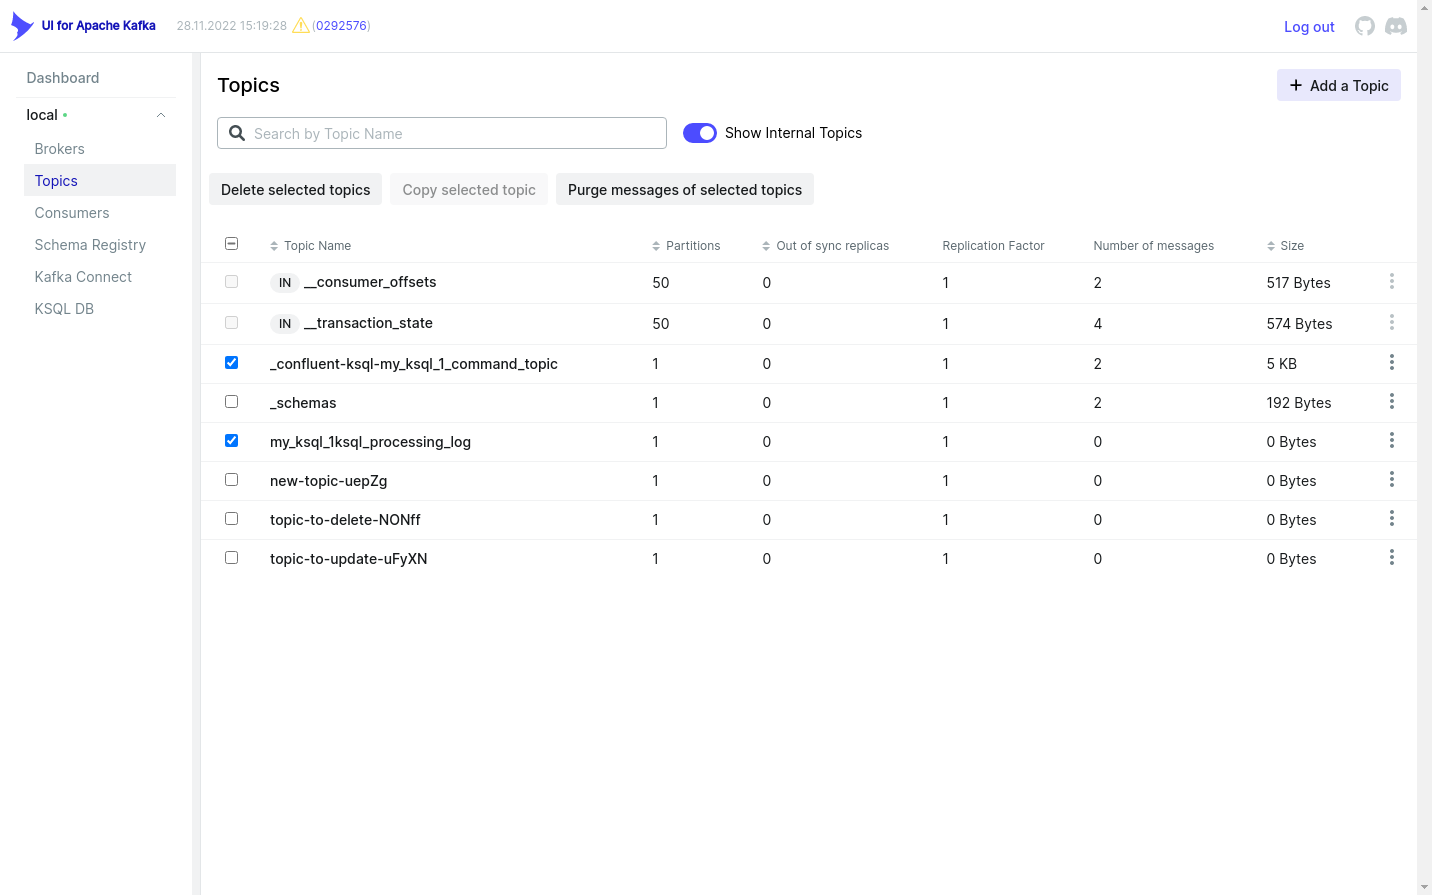 UI for Apache Kafka 28.11.2022 15:19:28 (0292576) Log out
Dashboard
local
Brokers
Topics
Consumers
Schema Registry
Kafka Connect
KSQL DB
Topics
+ Add a Topic
Search by Topic Name
Show Internal Topics
Delete selected topics Copy selected topic Purge messages of selected topics
Topic Name Partitions Out of sync replicas Replication Factor Number of messages Size
IN __consumer_offsets 50 0 1 2 517 Bytes
IN __transaction_state 50 0 1 4 574 Bytes
_confluent-ksql-my_ksql_1_command_topic 1 0 1 2 5 KB
_schemas 1 0 1 2 192 Bytes
my_ksql_1ksql_processing_log 1 0 1 0 0 Bytes
new-topic-uepZg 1 0 1 0 0 Bytes
topic-to-delete-NONff 1 0 1 0 0 Bytes
topic-to-update-uFyXN 1 0 1 0 0 Bytes